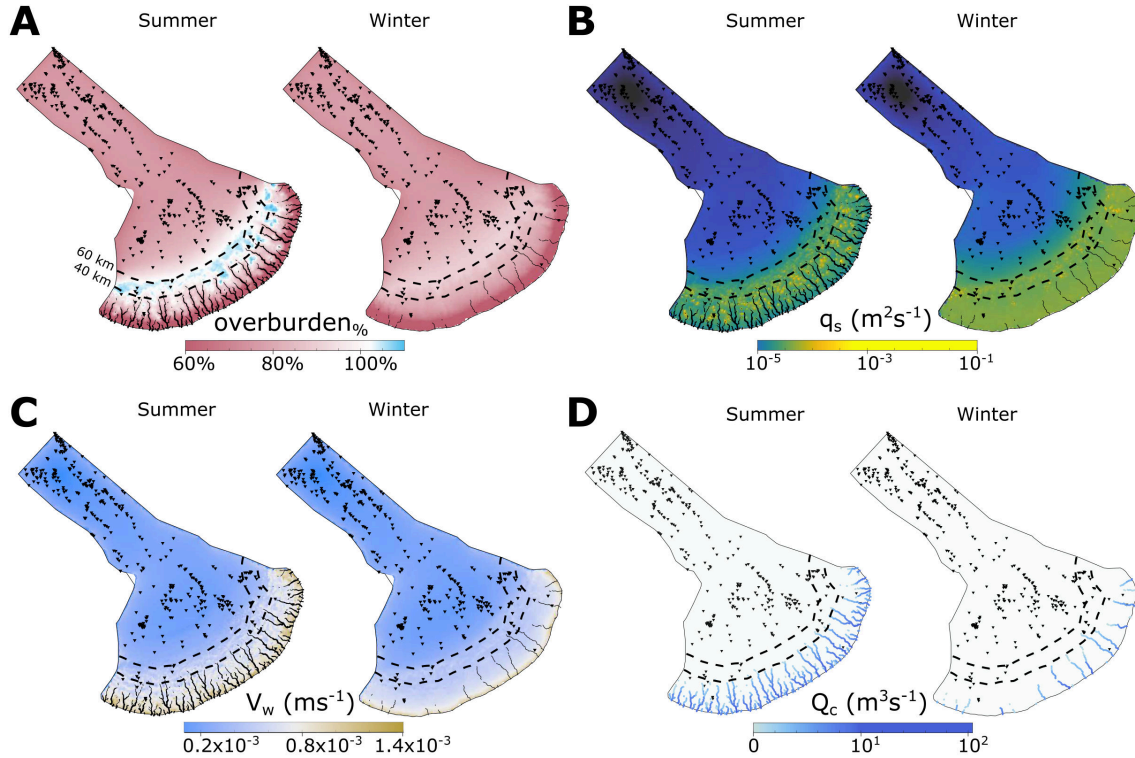 A
Summer
Winter
60 km
40 km
overburden%
60%
80%
100%
B
Summer
Winter
qs (m²s⁻¹)
10⁻⁵
10⁻³
10⁻¹
C
Summer
Winter
Vw (ms⁻¹)
0.2x10⁻³
0.8x10⁻³
1.4x10⁻³
D
Summer
Winter
Qc (m³s⁻¹)
0
10¹
10²